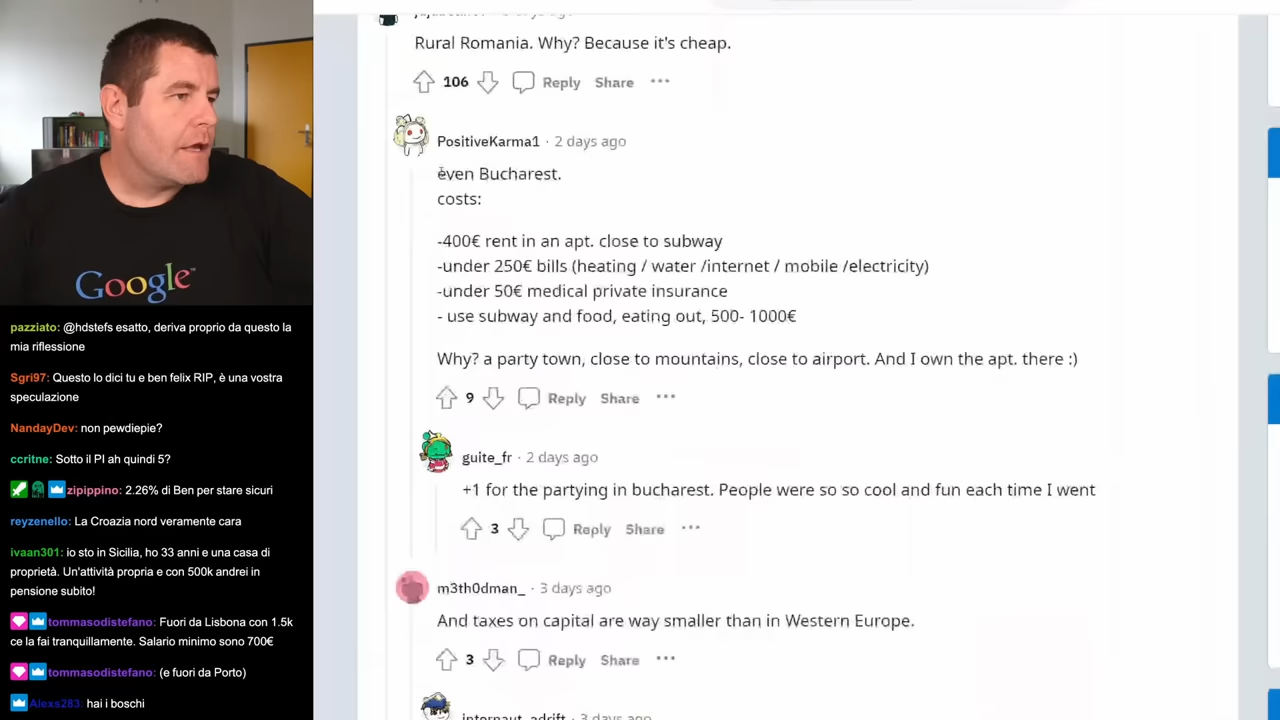 Rural Romania. Why? Because it's cheap.
106
Reply
Share
PositiveKarma1 · 2 days ago
even Bucharest.
costs:
-400€ rent in an apt. close to subway
-under 250€ bills (heating / water /internet / mobile /electricity)
-under 50€ medical private insurance
- use subway and food, eating out, 500- 1000€
Why? a party town, close to mountains, close to airport. And I own the apt. there :)
9
Reply
Share
guite_fr · 2 days ago
+1 for the partying in bucharest. People were so so cool and fun each time I went
3
Reply
Share
m3th0dman_ · 3 days ago
And taxes on capital are way smaller than in Western Europe.
3
Reply
Share
internaut_adrift · 3 days ago
Google™
pazziato: @hdstefs esatto, deriva proprio da questo la
mia riflessione
Sgri97: Questo lo dici tu e ben felix RIP, è una vostra
speculazione
NandayDev: non pewdiepie?
ccritne: Sotto il PI ah quindi 5?
zipippino: 2.26% di Ben per stare sicuri
reyzenello: La Croazia nord veramente cara
ivaan301: io sto in Sicilia, ho 33 anni e una casa di
proprietà. Un'attività propria e con 500k andrei in
pensione subito!
tommasodistefano: Fuori da Lisbona con 1.5k
ce la fai tranquillamente. Salario minimo sono 700€
tommasodistefano: (e fuori da Porto)
Alexs283: hai i boschi